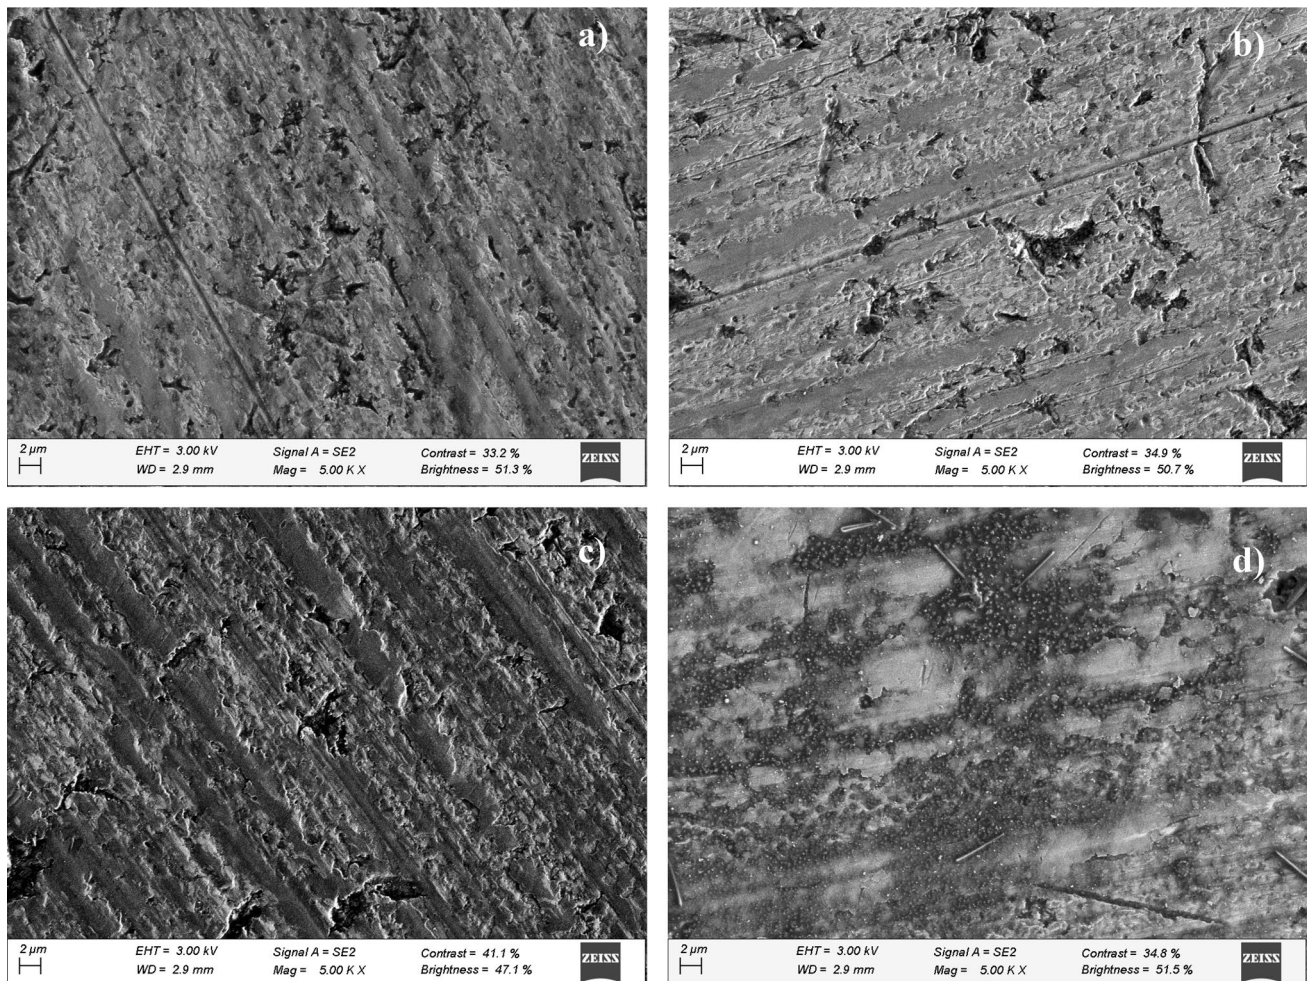 a)
2 µm
EHT = 3.00 kV
Signal A = SE2
Contrast = 33.2 %
WD = 2.9 mm
Mag = 5.00 K X
Brightness = 51.3 %
ZEISS
b)
2 µm
EHT = 3.00 kV
Signal A = SE2
Contrast = 34.9 %
WD = 2.9 mm
Mag = 5.00 K X
Brightness = 50.7 %
ZEISS
c)
2 µm
EHT = 3.00 kV
Signal A = SE2
Contrast = 41.1 %
WD = 2.9 mm
Mag = 5.00 K X
Brightness = 47.1 %
ZEISS
d)
2 µm
EHT = 3.00 kV
Signal A = SE2
Contrast = 34.8 %
WD = 2.9 mm
Mag = 5.00 K X
Brightness = 51.5 %
ZEISS